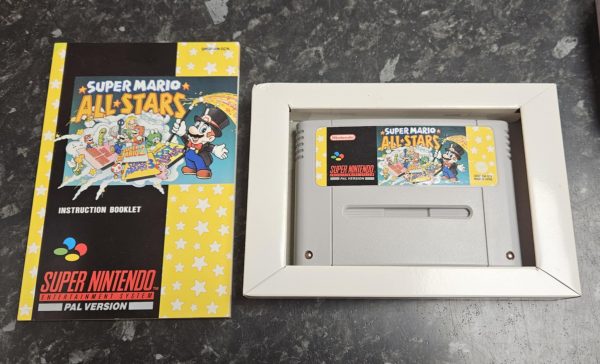 SUPER MARIO
ALL★STARS
INSTRUCTION BOOKLET
SUPER NINTENDO
ENTERTAINMENT SYSTEM
PAL VERSION
Nintendo
SUPER MARIO
ALL★STARS
SUPER NINTENDO
ENTERTAINMENT SYSTEM
PAL VERSION